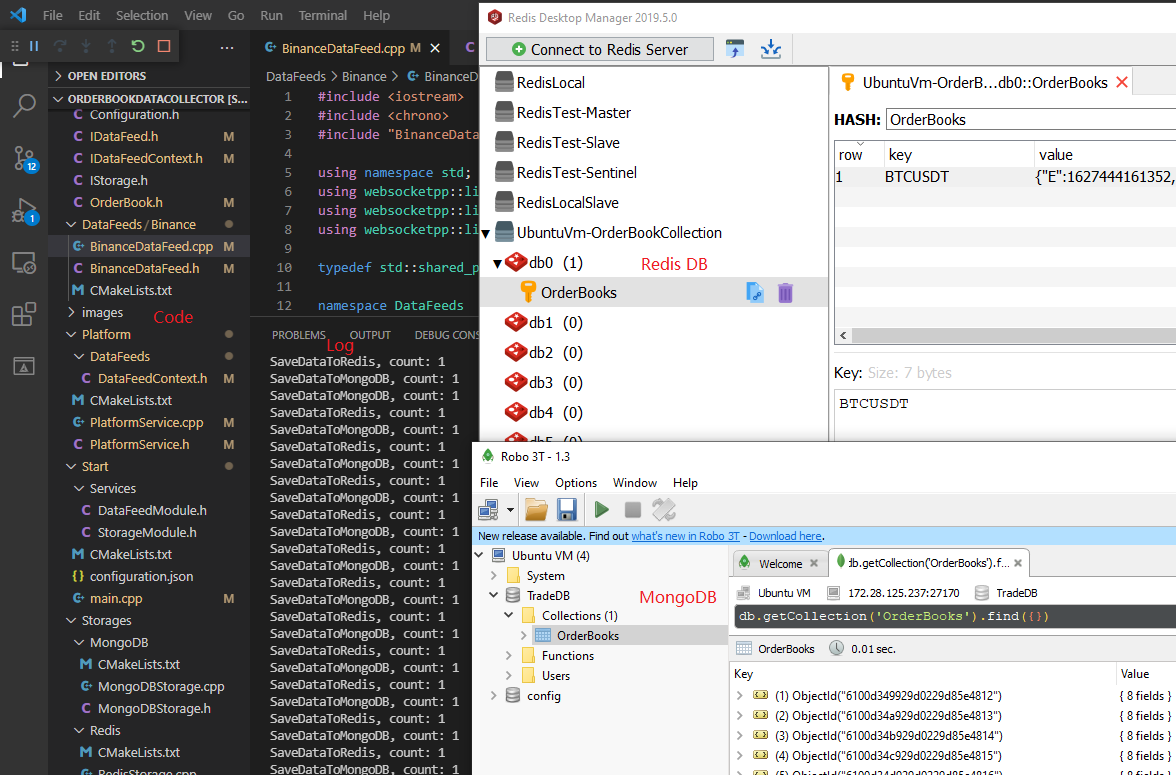 File Edit Selection View Go Run Terminal Help
OPEN EDITORS
ORDERBOOKDATACOLLECTOR [S...
C Configuration.h
C IDataFeed.h M
C IDataFeedContext.h M
C IStorage.h
C OrderBook.h M
DataFeeds / Binance
BinanceDataFeed.cpp M
C BinanceDataFeed.h M
M CMakeLists.txt
images
Code
Platform
DataFeeds
C DataFeedContext.h M
M CMakeLists.txt
PlatformService.cpp M
C PlatformService.h M
Start
Services
C DataFeedModule.h
C StorageModule.h
M CMakeLists.txt
{} configuration.json
main.cpp M
Storages
MongoDB
M CMakeLists.txt
MongoDBStorage.cpp
C MongoDBStorage.h
Redis
M CMakeLists.txt
RedisStorage.cpp
12
1
BinanceDataFeed.cpp M
DataFeeds > Binance > BinanceD
1 #include <iostream>
2 #include <chrono>
3 #include "BinanceData
4
5 using namespace std;
6 using websocketpp::li
7 using websocketpp::li
8 using websocketpp::li
9
10 typedef std::shared_p
11
12 namespace DataFeeds
PROBLEMS OUTPUT DEBUG CONS
Log
SaveDataToRedis, count: 1
SaveDataToMongoDB, count: 1
SaveDataToMongoDB, count: 1
SaveDataToRedis, count: 1
SaveDataToMongoDB, count: 1
SaveDataToRedis, count: 1
SaveDataToMongoDB, count: 1
SaveDataToRedis, count: 1
SaveDataToMongoDB, count: 1
SaveDataToRedis, count: 1
SaveDataToMongoDB, count: 1
SaveDataToRedis, count: 1
SaveDataToMongoDB, count: 1
SaveDataToRedis, count: 1
SaveDataToMongoDB, count: 1
SaveDataToRedis, count: 1
SaveDataToMongoDB, count: 1
SaveDataToRedis, count: 1
SaveDataToMongoDB, count: 1
SaveDataToRedis, count: 1
SaveDataToMongoDB, count: 1
SaveDataToRedis, count: 1
SaveDataToMongoDB, count: 1
SaveDataToRedis, count: 1
SaveDataToMongoDB, count: 1
Redis Desktop Manager 2019.5.0
Connect to Redis Server
RedisLocal
RedisTest-Master
RedisTest-Slave
RedisTest-Sentinel
RedisLocalSlave
UbuntuVm-OrderBookCollection
db0 (1)
Redis DB
OrderBooks
db1 (0)
db2 (0)
db3 (0)
db4 (0)
db5 (0)
UbuntuVm-OrderB...db0::OrderBooks
HASH: OrderBooks
row key value
1 BTCUSDT {"E":1627444161352,
Key: Size: 7 bytes
BTCUSDT
Robo 3T - 1.3
File View Options Window Help
New release available. Find out what's new in Robo 3T - Download here.
Ubuntu VM (4)
System
TradeDB
MongoDB
Collections (1)
OrderBooks
Functions
Users
config
Welcome
db.getCollection('OrderBooks').f...
Ubuntu VM 172.28.125.237:27170 TradeDB
db.getCollection('OrderBooks').find({})
OrderBooks 0.01 sec.
Key Value
(1) ObjectId("6100d349929d0229d85e4812") { 8 fields }
(2) ObjectId("6100d34a929d0229d85e4813") { 8 fields }
(3) ObjectId("6100d34b929d0229d85e4814") { 8 fields }
(4) ObjectId("6100d34c929d0229d85e4815") { 8 fields }